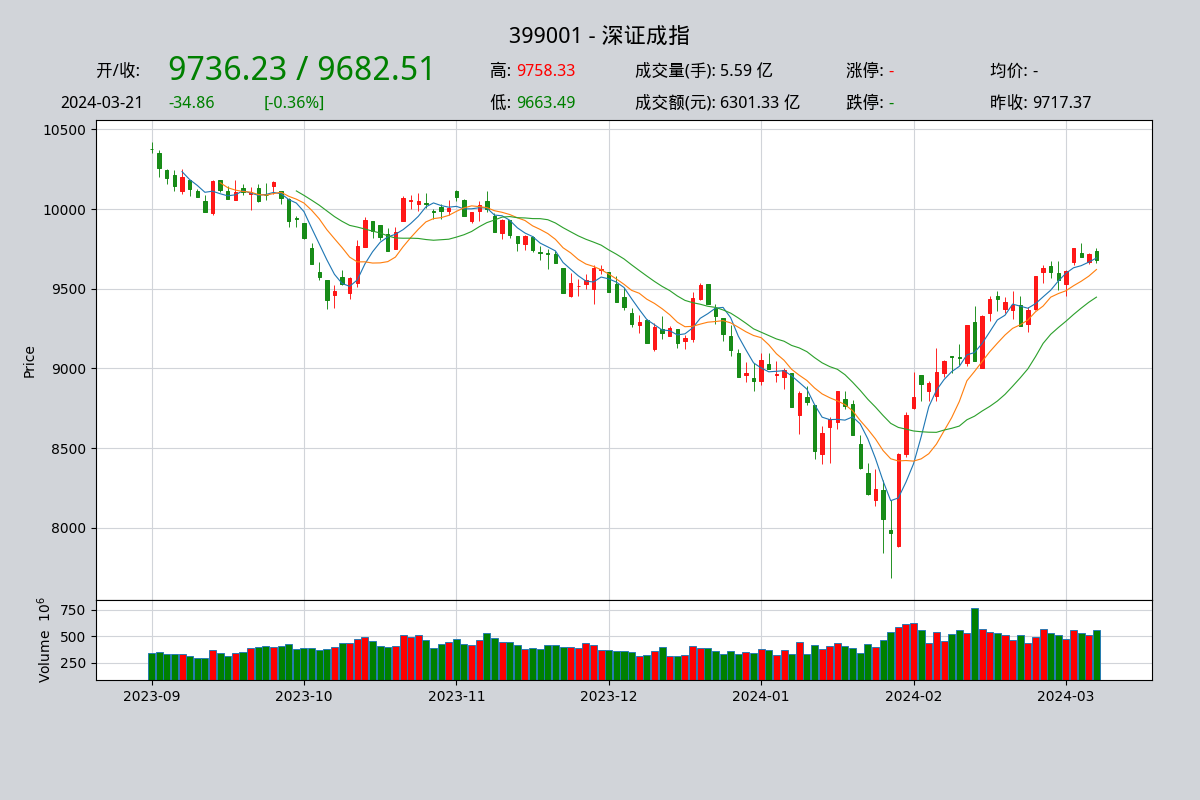 399001 - 深证成指
开/收: 9736.23 / 9682.51 高: 9758.33 成交量(手): 5.59 亿 涨停: - 均价: -
2024-03-21 -34.86 [-0.36%] 低: 9663.49 成交额(元): 6301.33 亿 跌停: - 昨收: 9717.37
10500
10000
9500
9000
8500
8000
Price
750
500
250
Volume 10⁶
2023-09 2023-10 2023-11 2023-12 2024-01 2024-02 2024-03